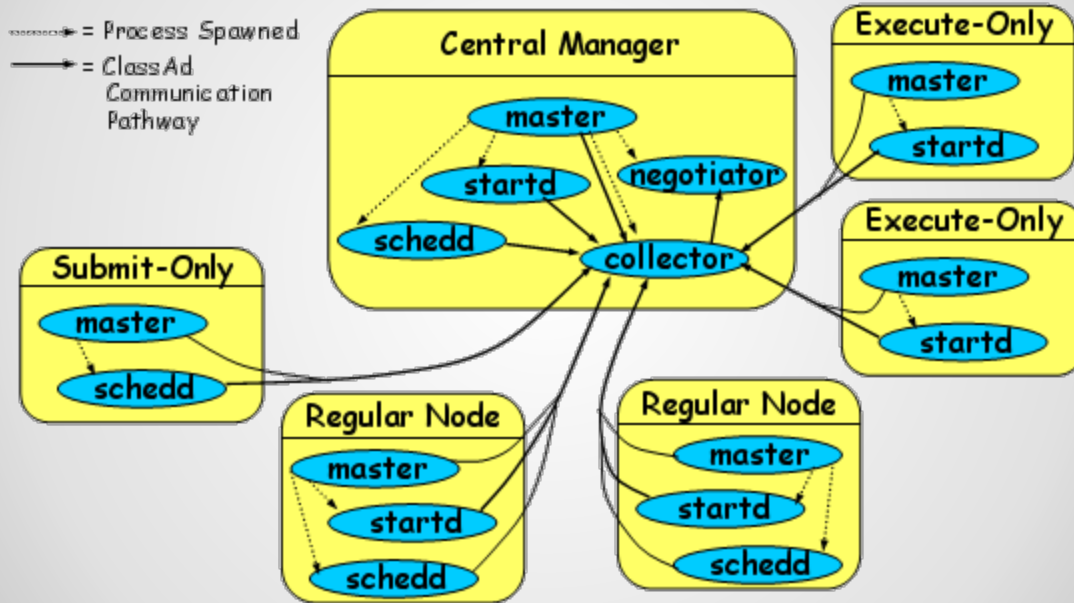 = Process Spawned
= ClassAd
Communication
Pathway
Central Manager
master
startd
negotiator
schedd
collector
Execute-Only
master
startd
Execute-Only
master
startd
Submit-Only
master
schedd
Regular Node
master
startd
schedd
Regular Node
master
startd
schedd